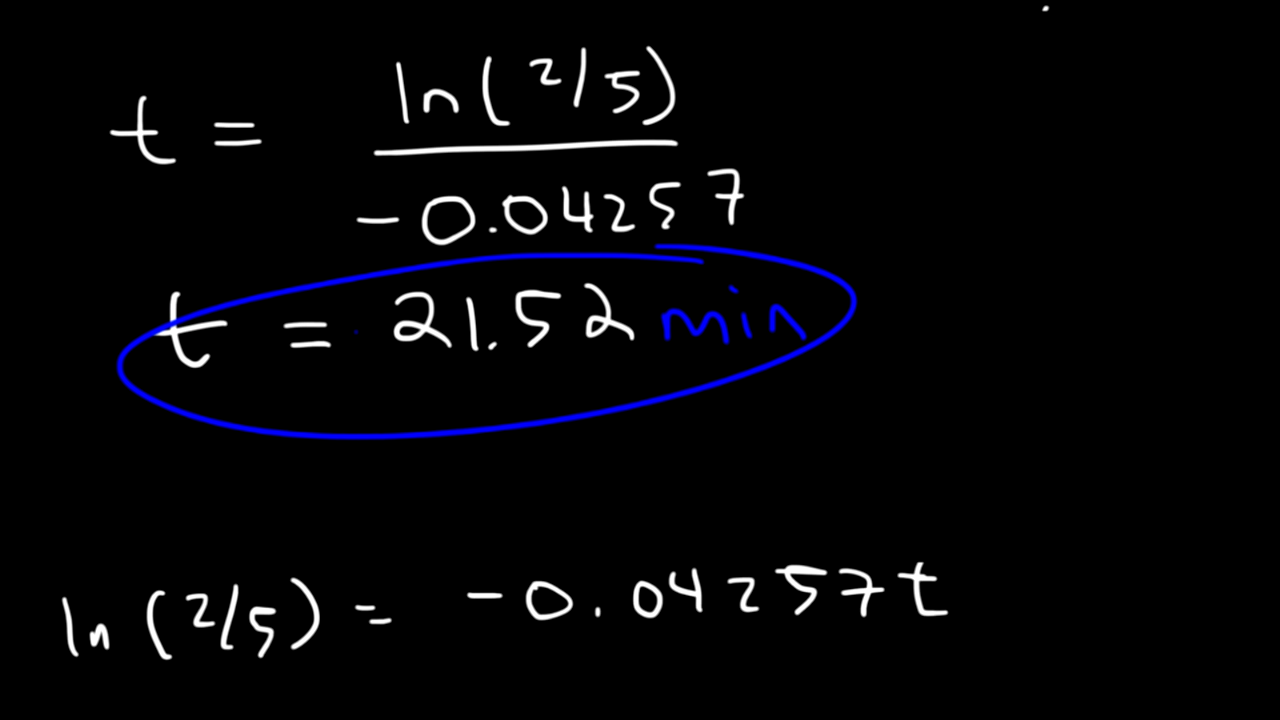 t = ln(2/5) / -0.04257
t = 21.52 min
ln(2/5) = -0.04257t